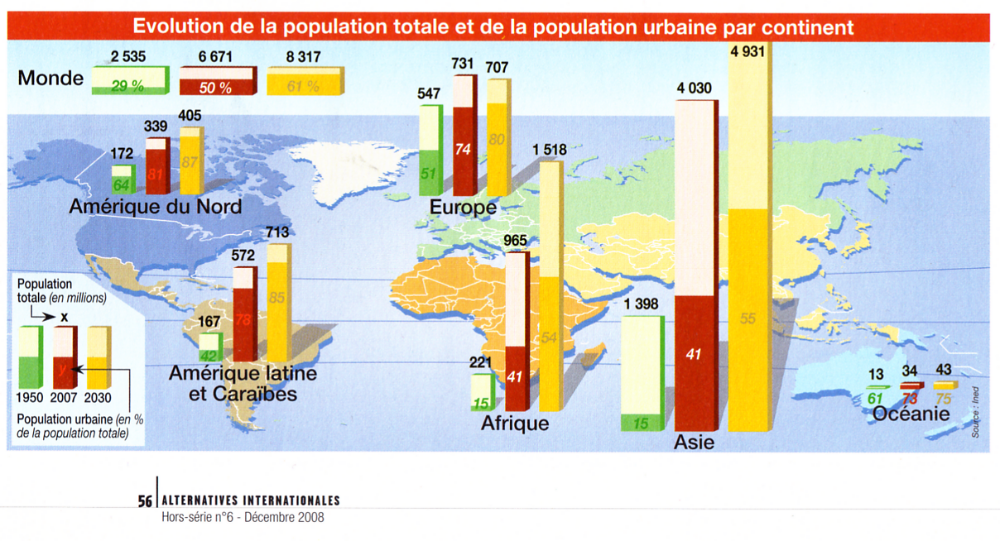 Evolution de la population totale et de la population urbaine par continent
Monde
2 535
6 671
8 317
29 %
50 %
61 %
172
339
405
64
81
87
Amérique du Nord
547
731
707
51
74
80
Europe
167
572
713
42
78
85
Amérique latine
et Caraïbes
221
965
1 518
15
41
54
Afrique
1 398
4 030
4 931
15
41
55
Asie
13
34
43
61
73
75
Océanie
Population
totale (en millions)
x
y
1950
2007
2030
Population urbaine (en %
de la population totale)
Source : Ined
56
ALTERNATIVES INTERNATIONALES
Hors-série n°6 - Décembre 2008